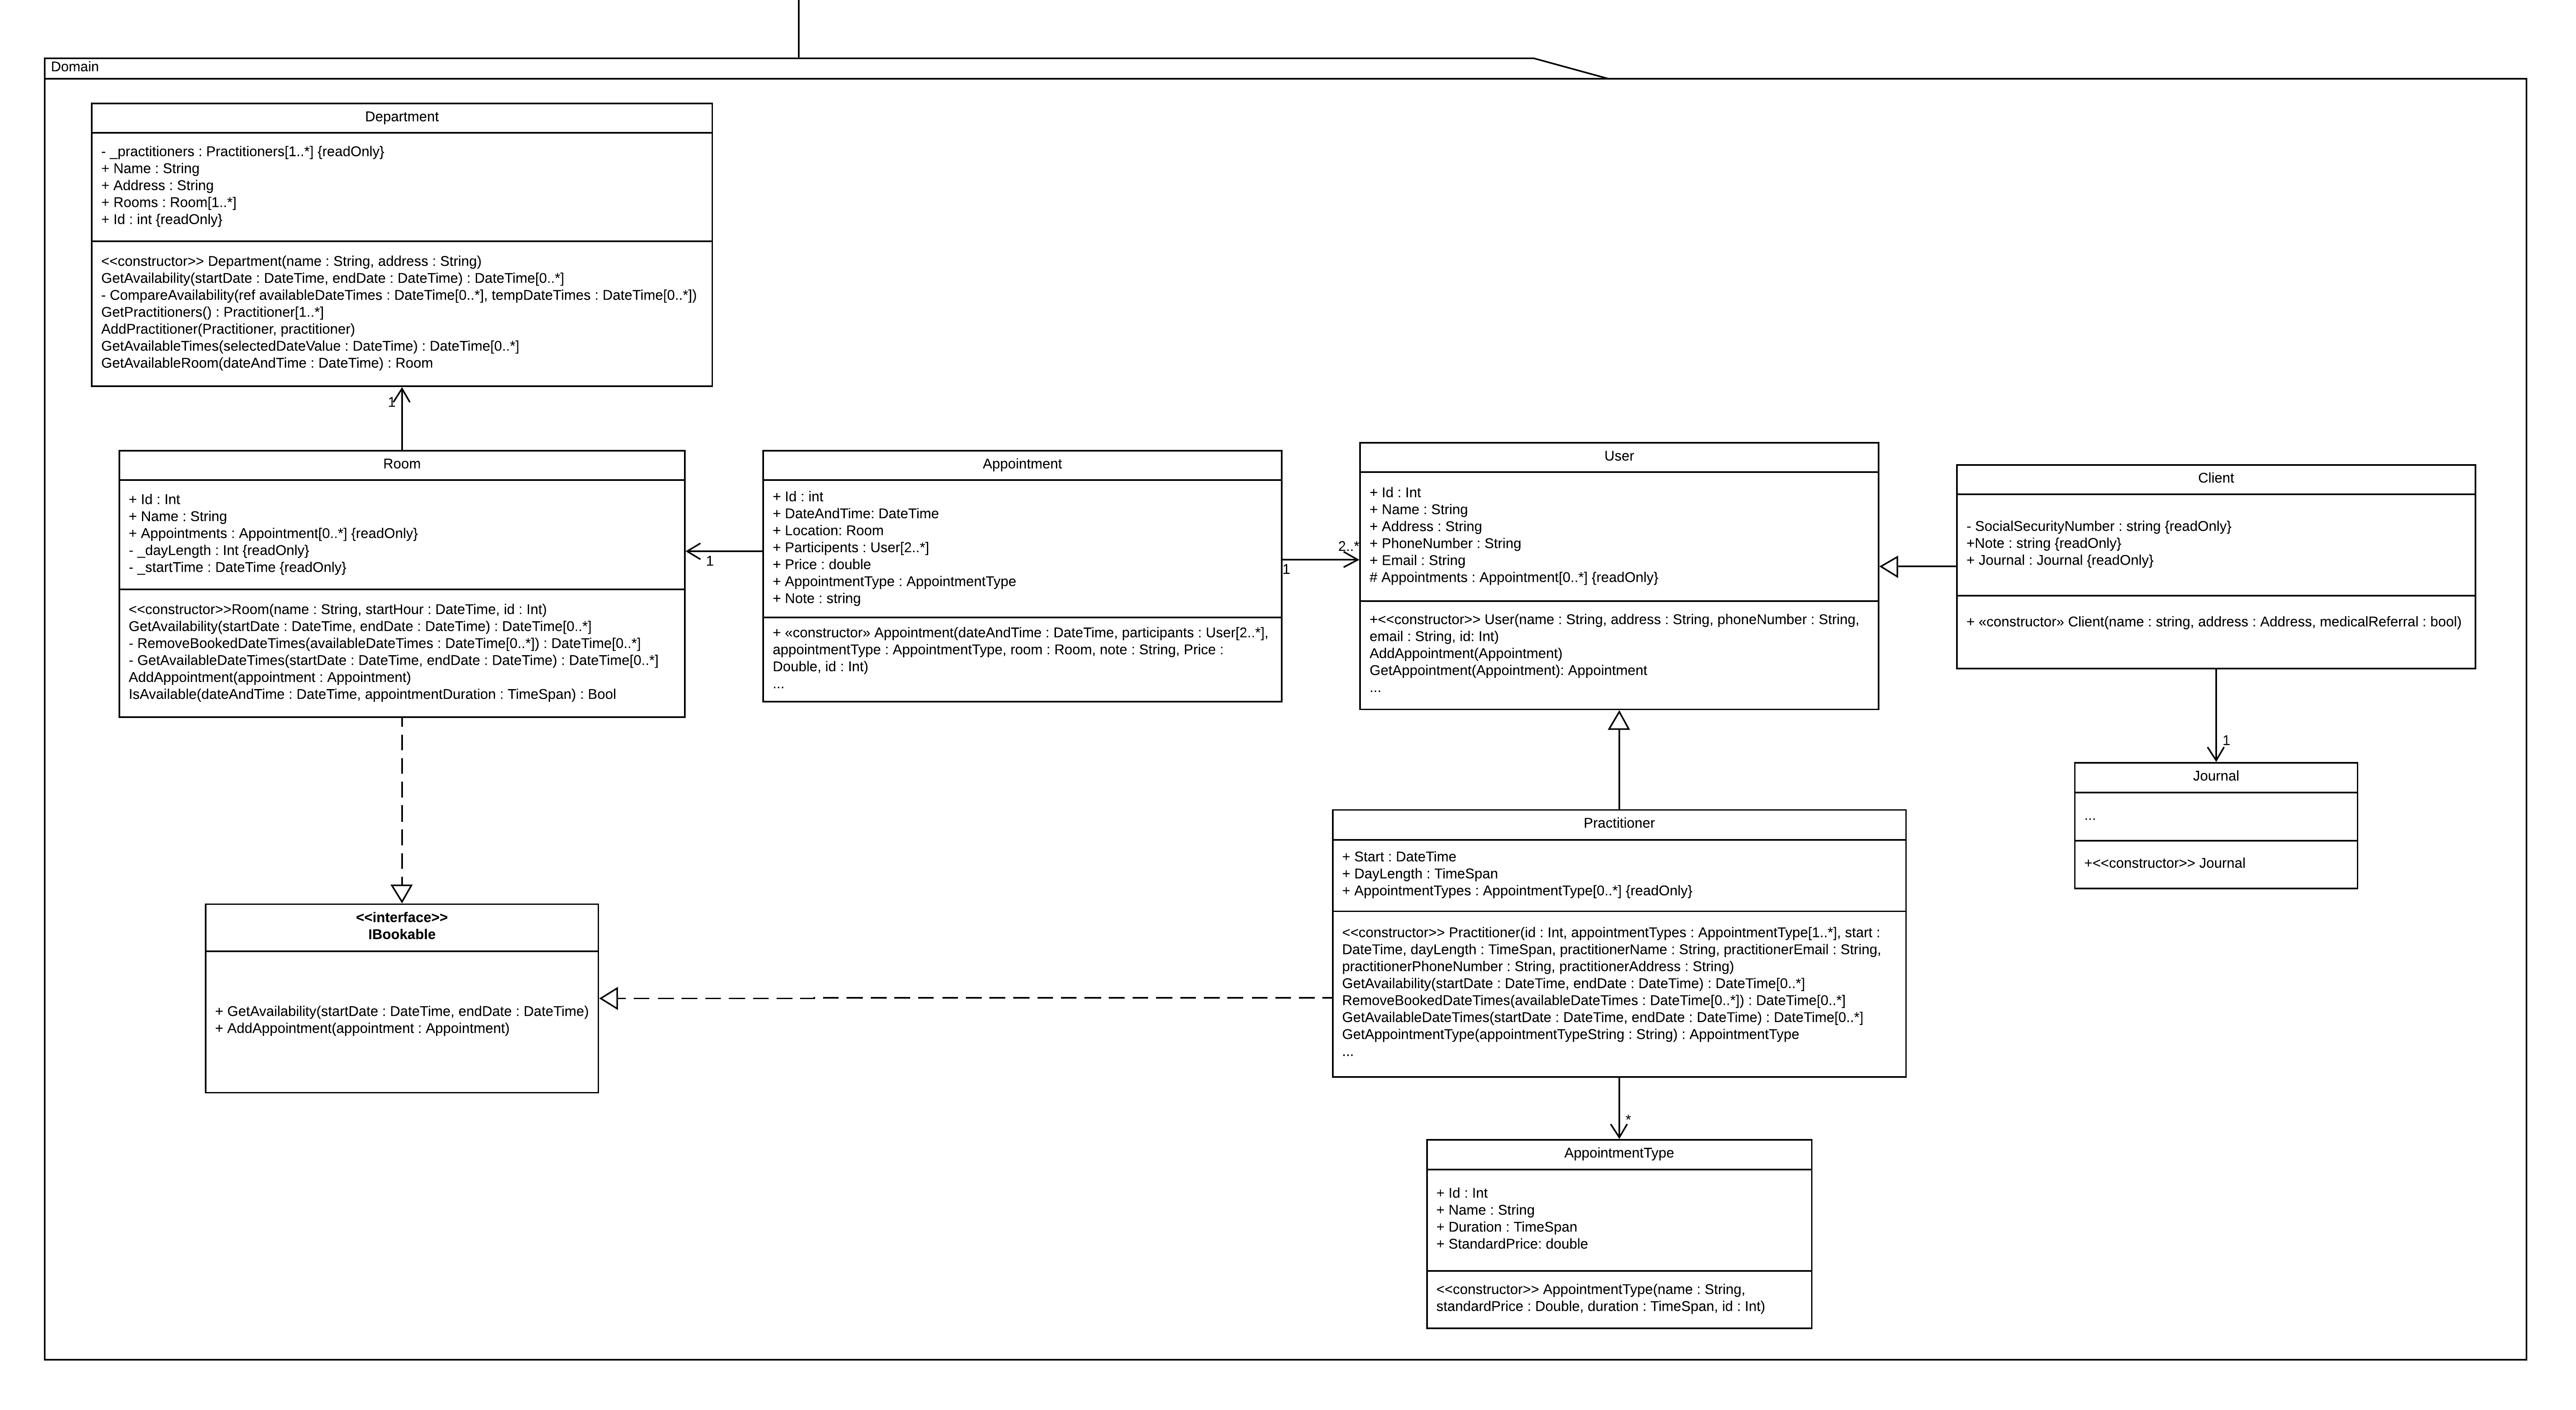 Domain
Department
- _practitioners : Practitioners[1..*] {readOnly}
+ Name : String
+ Address : String
+ Rooms : Room[1..*]
+ Id : int {readOnly}
<<constructor>> Department(name : String, address : String)
GetAvailability(startDate : DateTime, endDate : DateTime) : DateTime[0..*]
- CompareAvailability(ref availableDateTimes : DateTime[0..*], tempDateTimes : DateTime[0..*])
GetPractitioners() : Practitioner[1..*]
AddPractitioner(Practitioner, practitioner)
GetAvailableTimes(selectedDateValue : DateTime) : DateTime[0..*]
GetAvailableRoom(dateAndTime : DateTime) : Room
1
Room
+ Id : Int
+ Name : String
+ Appointments : Appointment[0..*] {readOnly}
- _dayLength : Int {readOnly}
- _startTime : DateTime {readOnly}
<<constructor>>Room(name : String, startHour : DateTime, id : Int)
GetAvailability(startDate : DateTime, endDate : DateTime) : DateTime[0..*]
- RemoveBookedDateTimes(availableDateTimes : DateTime[0..*]) : DateTime[0..*]
- GetAvailableDateTimes(startDate : DateTime, endDate : DateTime) : DateTime[0..*]
AddAppointment(appointment : Appointment)
IsAvailable(dateAndTime : DateTime, appointmentDuration : TimeSpan) : Bool
1
Appointment
+ Id : int
+ DateAndTime: DateTime
+ Location: Room
+ Participents : User[2..*]
+ Price : double
+ AppointmentType : AppointmentType
+ Note : string
+ «constructor» Appointment(dateAndTime : DateTime, participants : User[2..*],
appointmentType : AppointmentType, room : Room, note : String, Price :
Double, id : Int)
...
1
2..*
User
+ Id : Int
+ Name : String
+ Address : String
+ PhoneNumber : String
+ Email : String
# Appointments : Appointment[0..*] {readOnly}
+<<constructor>> User(name : String, address : String, phoneNumber : String,
email : String, id: Int)
AddAppointment(Appointment)
GetAppointment(Appointment): Appointment
...
Client
- SocialSecurityNumber : string {readOnly}
+Note : string {readOnly}
+ Journal : Journal {readOnly}
+ «constructor» Client(name : string, address : Address, medicalReferral : bool)
1
Journal
...
+<<constructor>> Journal
Practitioner
+ Start : DateTime
+ DayLength : TimeSpan
+ AppointmentTypes : AppointmentType[0..*] {readOnly}
<<constructor>> Practitioner(id : Int, appointmentTypes : AppointmentType[1..*], start :
DateTime, dayLength : TimeSpan, practitionerName : String, practitionerEmail : String,
practitionerPhoneNumber : String, practitionerAddress : String)
GetAvailability(startDate : DateTime, endDate : DateTime) : DateTime[0..*]
RemoveBookedDateTimes(availableDateTimes : DateTime[0..*]) : DateTime[0..*]
GetAvailableDateTimes(startDate : DateTime, endDate : DateTime) : DateTime[0..*]
GetAppointmentType(appointmentTypeString : String) : AppointmentType
...
<<interface>>
IBookable
+ GetAvailability(startDate : DateTime, endDate : DateTime)
+ AddAppointment(appointment : Appointment)
*
AppointmentType
+ Id : Int
+ Name : String
+ Duration : TimeSpan
+ StandardPrice: double
<<constructor>> AppointmentType(name : String,
standardPrice : Double, duration : TimeSpan, id : Int)